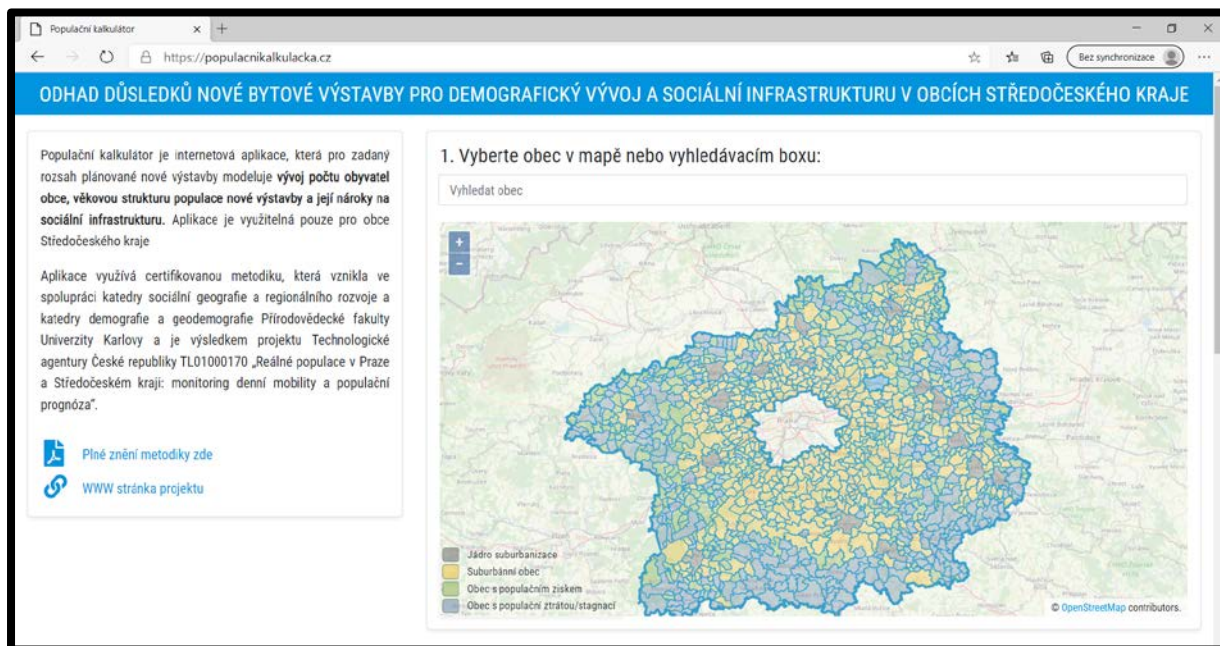 Populační kalkulátor
https://populacnikalkulacka.cz
Bez synchronizace
ODHAD DŮSLEDKŮ NOVÉ BYTOVÉ VÝSTAVBY PRO DEMOGRAFICKÝ VÝVOJ A SOCIÁLNÍ INFRASTRUKTURU V OBCÍCH STŘEDOČESKÉHO KRAJE
Populační kalkulátor je internetová aplikace, která pro zadaný
rozsah plánované nové výstavby modeluje vývoj počtu obyvatel
obce, věkovou strukturu populace nové výstavby a její nároky na
sociální infrastrukturu. Aplikace je využitelná pouze pro obce
Středočeského kraje
Aplikace využívá certifikovanou metodiku, která vznikla ve
spolupráci katedry sociální geografie a regionálního rozvoje a
katedry demografie a geodemografie Přírodovědecké fakulty
Univerzity Karlovy a je výsledkem projektu Technologické
agentury České republiky TL01000170 „Reálné populace v Praze
a Středočeském kraji: monitoring denní mobility a populační
prognóza“.
Plné znění metodiky zde
WWW stránka projektu
1. Vyberte obec v mapě nebo vyhledávacím boxu:
Vyhledat obec
+
−
Jádro suburbanizace
Suburbánní obec
Obec s populačním ziskem
Obec s populační ztrátou/stagnací
© OpenStreetMap contributors.